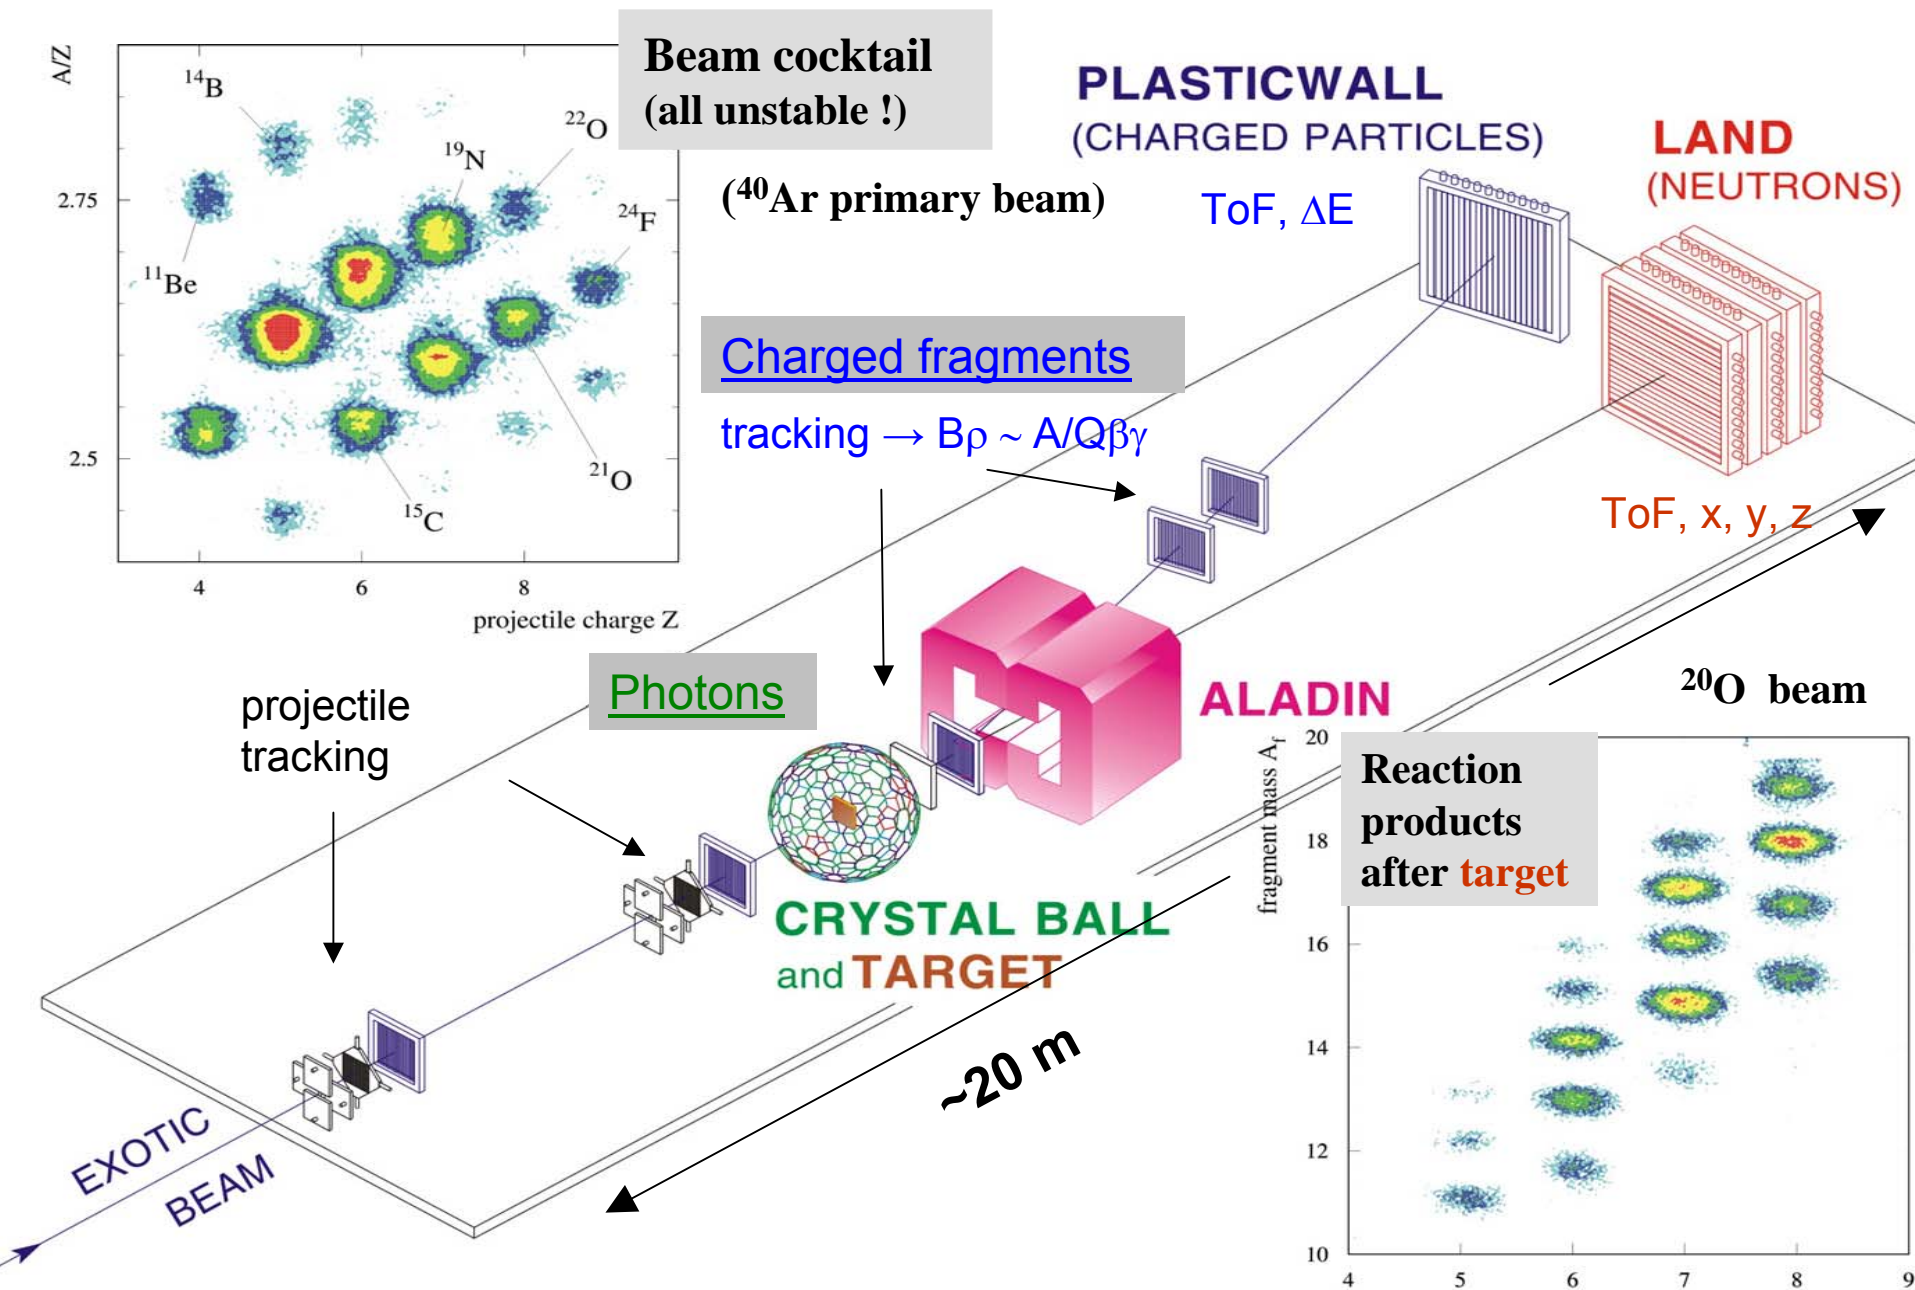 A/Z
¹⁴B
²²O
¹⁹N
2.75
²⁴F
¹¹Be
2.5
²¹O
¹⁵C
4
6
8
projectile charge Z
Beam cocktail
(all unstable !)
(⁴⁰Ar primary beam)
PLASTICWALL
(CHARGED PARTICLES)
ToF, ΔE
LAND
(NEUTRONS)
ToF, x, y, z
Charged fragments
tracking → Bρ ~ A/Qβγ
Photons
projectile
tracking
ALADIN
CRYSTAL BALL
and TARGET
~20 m
EXOTIC
BEAM
²⁰O beam
Reaction
products
after target
fragment mass A_f
20
18
16
14
12
10
4
5
6
7
8
9